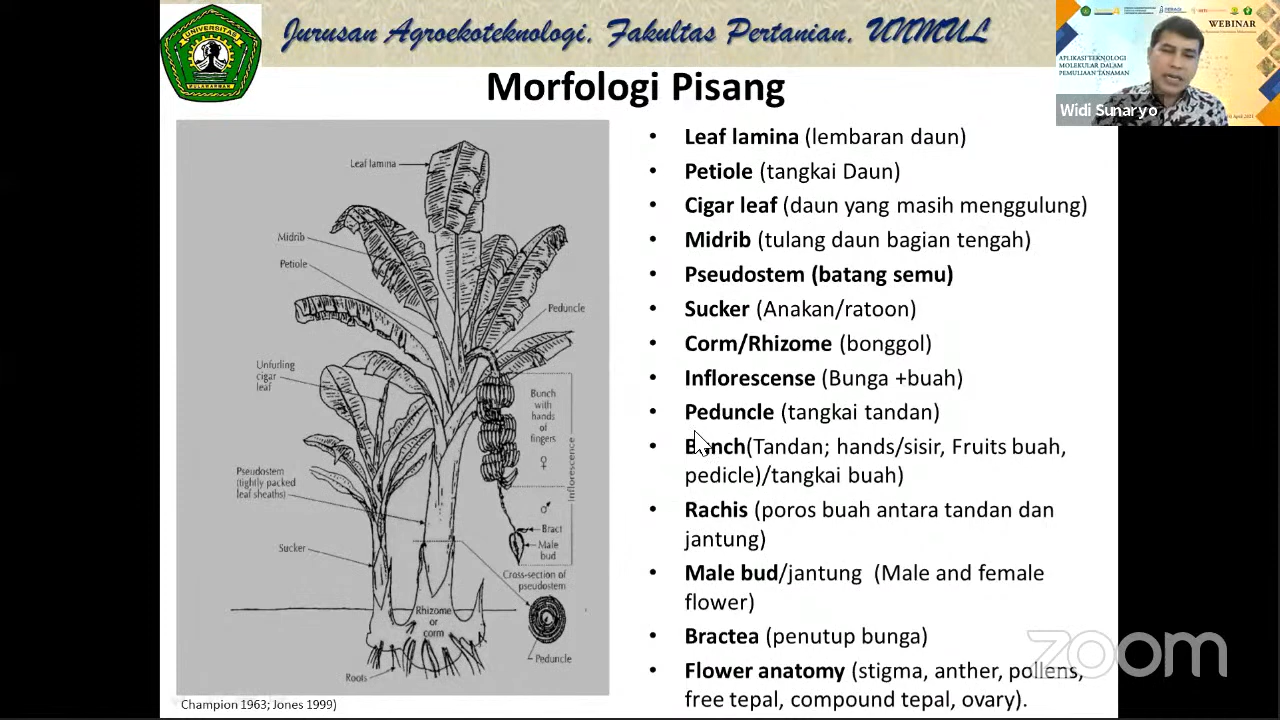 Jurusan Agroekoteknologi. Fakultas Pertanian. UNMUL
UNIVERSITAS
MULAWARMAN
WEBINAR
APLIKASI TEKNOLOGI
MOLEKULAR DALAM
PEMULIAAN TANAMAN
Widi Sunaryo
Morfologi Pisang
Leaf lamina
Midrib
Petiole
Peduncle
Unfurling
cigar
leaf
Bunch
with
hands
of
fingers
♀
Inflorescence
Pseudostem
(tightly packed
leaf sheaths)
♂
Bract
Male
bud
Sucker
Cross-section of
pseudostem
Rhizome
or
corm
Peduncle
Roots
Champion 1963; Jones 1999)
• Leaf lamina (lembaran daun)
• Petiole (tangkai Daun)
• Cigar leaf (daun yang masih menggulung)
• Midrib (tulang daun bagian tengah)
• Pseudostem (batang semu)
• Sucker (Anakan/ratoon)
• Corm/Rhizome (bonggol)
• Inflorescense (Bunga +buah)
• Peduncle (tangkai tandan)
• Bunch(Tandan; hands/sisir, Fruits buah,
pedicle)/tangkai buah)
• Rachis (poros buah antara tandan dan
jantung)
• Male bud/jantung (Male and female
flower)
• Bractea (penutup bunga)
• Flower anatomy (stigma, anther, pollens,
free tepal, compound tepal, ovary).
zoom